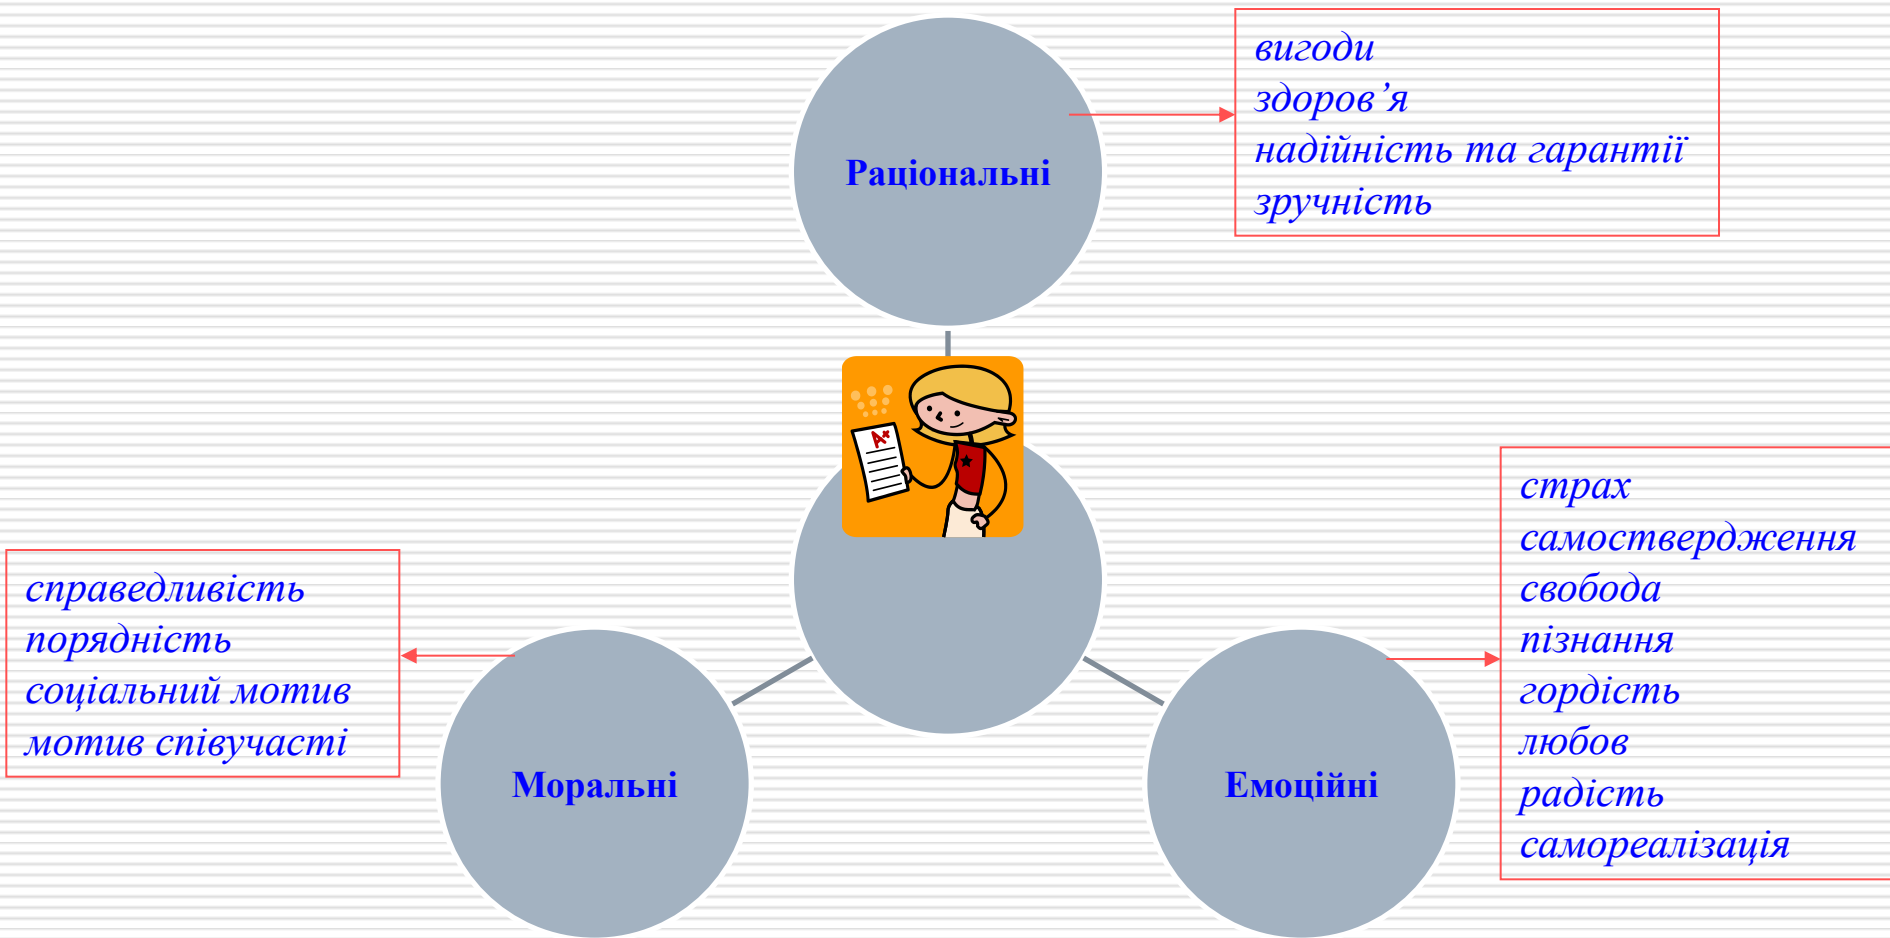 Раціональні
вигоди
здоров’я
надійність та гарантії
зручність
A+
справедливість
порядність
соціальний мотив
мотив співучасті
Моральні
Емоційні
страх
самоствердження
свобода
пізнання
гордість
любов
радість
самореалізація